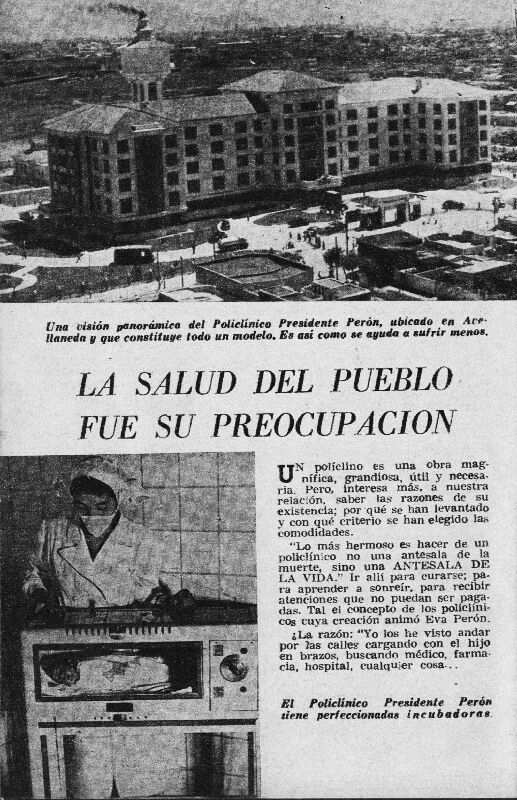 Una visión panorámica del Policlínico Presidente Perón, ubicado en Ave-
llaneda y que constituye todo un modelo. Es así como se ayuda a sufrir menos.
LA SALUD DEL PUEBLO
FUE SU PREOCUPACION
UN políclino es una obra mag-
nífica, grandiosa, útil y necesa-
ria. Pero, interesa más, a nuestra
relación, saber las razones de su
existencia; por qué se han levantado
y con qué criterio se han elegido las
comodidades.
"Lo más hermoso es hacer de un
policlínico no una antesala de la
muerte, sino una ANTESALA DE
LA VIDA." Ir allí para curarse; pa-
ra aprender a sonreír, para recibir
atenciones que no puedan ser paga-
das. Tal el concepto de los policlíni-
cos cuya creación animó Eva Perón.
¿La razón: "Yo los he visto andar
por las calles cargando con el hijo
en brazos, buscando médico, farma-
cia, hospital, cualquier cosa...
El Policlínico Presidente Perón
tiene perfeccionadas incubadoras.